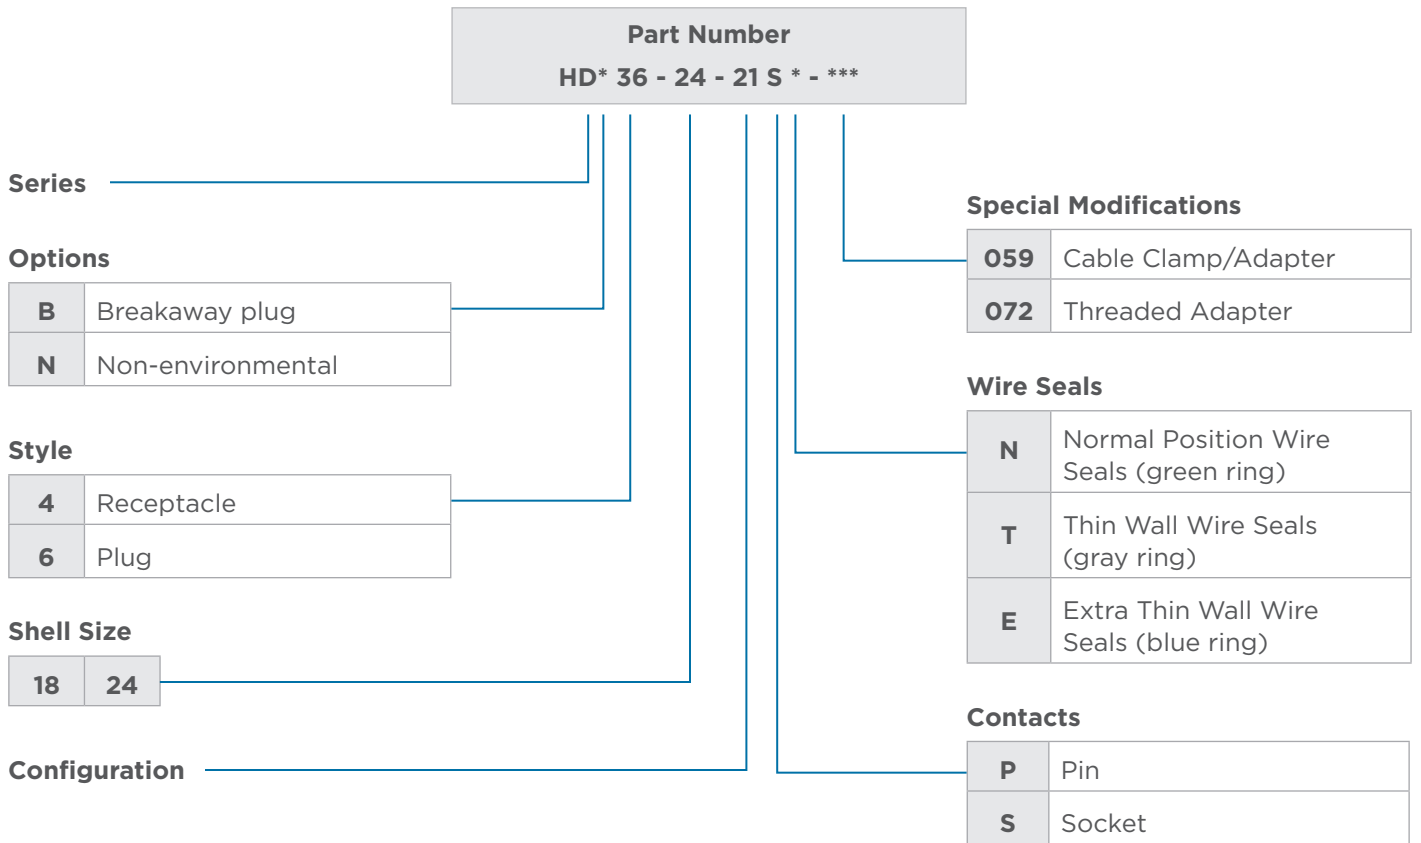 Part Number
HD* 36 - 24 - 21 S * - ***
Series
Options
B Breakaway plug
N Non-environmental
Style
4 Receptacle
6 Plug
Shell Size
18 24
Configuration
Special Modifications
059 Cable Clamp/Adapter
072 Threaded Adapter
Wire Seals
N Normal Position Wire
Seals (green ring)
T Thin Wall Wire Seals
(gray ring)
E Extra Thin Wall Wire
Seals (blue ring)
Contacts
P Pin
S Socket